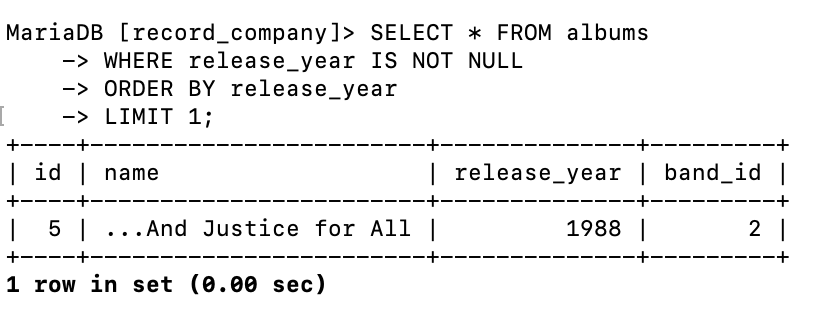 MariaDB [record_company]> SELECT * FROM albums
    -> WHERE release_year IS NOT NULL
    -> ORDER BY release_year
    -> LIMIT 1;
+----+------------------------+--------------+---------+
| id | name                   | release_year | band_id |
+----+------------------------+--------------+---------+
|  5 | ...And Justice for All |         1988 |       2 |
+----+------------------------+--------------+---------+
1 row in set (0.00 sec)